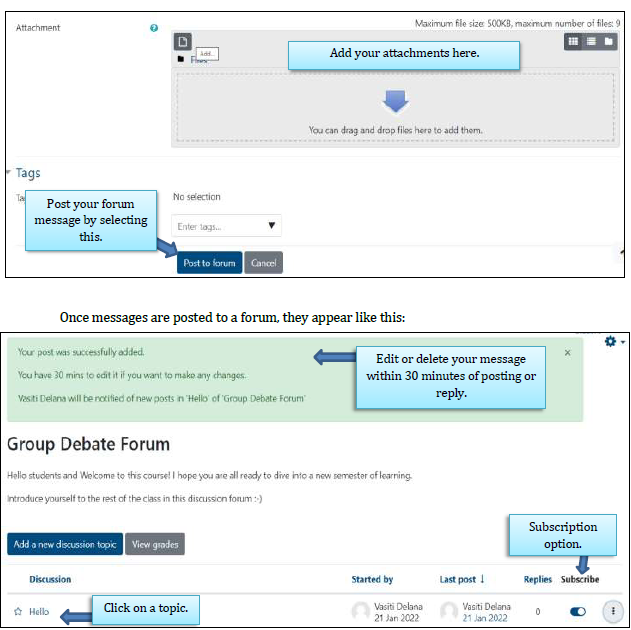 Maximum file size: 500KB, maximum number of files: 9
Attachment
Add...
Files
Add your attachments here.
You can drag and drop files here to add them.
Tags
No selection
Post your forum
message by selecting
this.
Enter tags...
Post to forum
Cancel
Once messages are posted to a forum, they appear like this:
Your post was successfully added.
You have 30 mins to edit it if you want to make any changes.
Vasiti Delana will be notified of new posts in 'Hello' of 'Group Debate Forum'
Edit or delete your message
within 30 minutes of posting or
reply.
Group Debate Forum
Hello students and Welcome to this course! I hope you are all ready to dive into a new semester of learning.
Introduce yourself to the rest of the class in this discussion forum :-)
Add a new discussion topic
View grades
Subscription
option.
Discussion Started by Last post ↓ Replies Subscribe
Hello
Click on a topic.
Vasiti Delana
21 Jan 2022
Vasiti Delana
21 Jan 2022
0